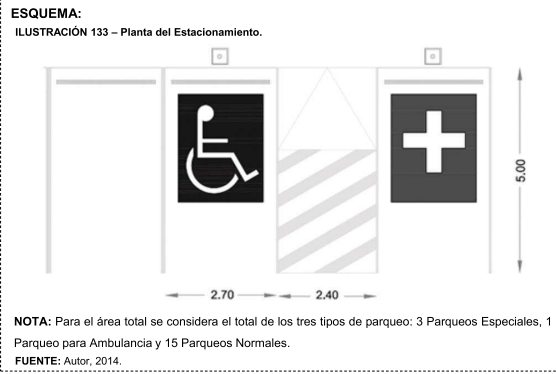 ESQUEMA:
ILUSTRACIÓN 133 – Planta del Estacionamiento.
5.00
2.70
2.40
NOTA: Para el área total se considera el total de los tres tipos de parqueo: 3 Parqueos Especiales, 1
Parqueo para Ambulancia y 15 Parqueos Normales.
FUENTE: Autor, 2014.